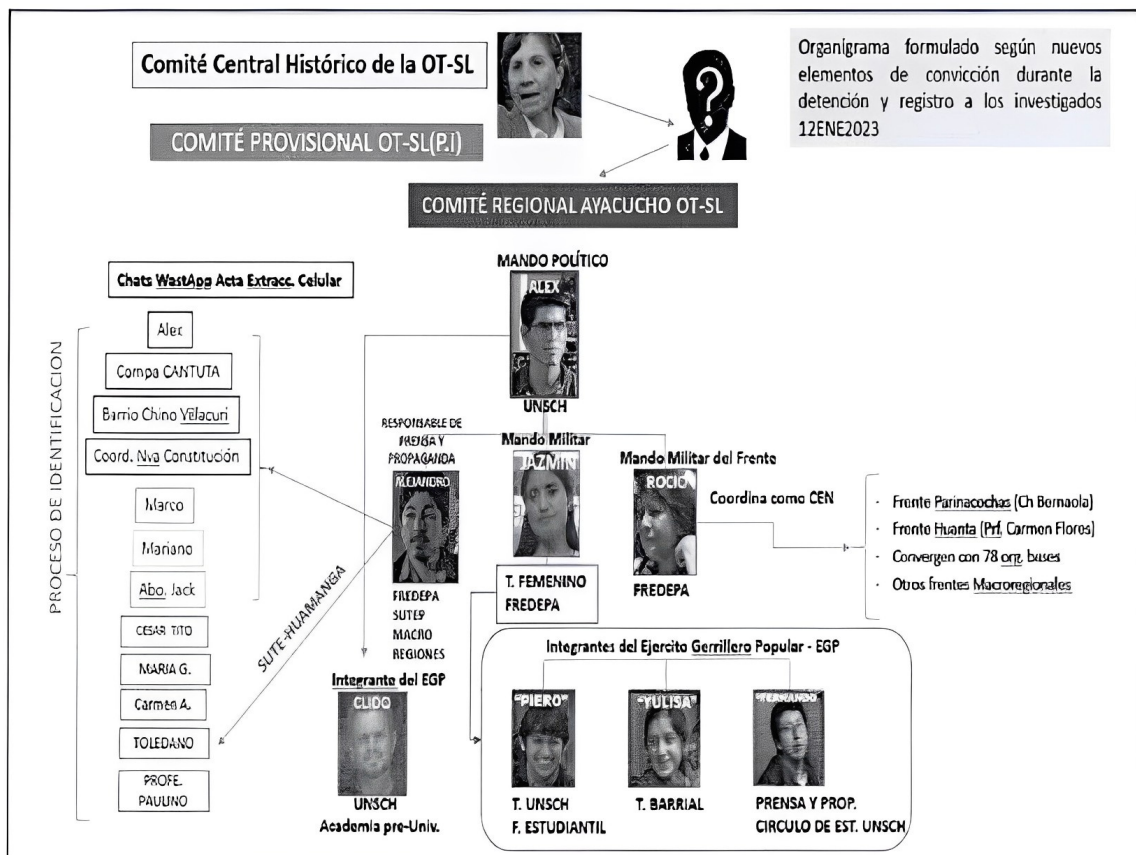 Comité Central Histórico de la OT-SL
COMITÉ PROVISIONAL OT-SL(P.I)
?
Organigrama formulado según nuevos
elementos de convicción durante la
detención y registro a los investigados
12ENE2023
COMITÉ REGIONAL AYACUCHO OT-SL
MANDO POLÍTICO
ALEX
UNSCH
Chats WastApp Acta Extracc. Celular
PROCESO DE IDENTIFICACION
Alex
Compa CANTUTA
Barrio Chino Velacuri
Coord. Nva Constitución
Marco
Mariano
Abo. Jack
CESAR TITO
MARIA G.
Carmen A.
TOLEDANO
PROFE.
PAULINO
SUTE-HUAMANGA
RESPONSABLE DE
PRENSA Y
PROPAGANDA
ALEJANDRO
FREDEPA
SUTEP
MACRO
REGIONES
Mando Militar
JAZMIN
T. FEMENINO
FREDEPA
Mando Militar del Frente
ROCIO
FREDEPA
Coordina como CEN
- Frente Parinacochas (Ch Bernaola)
- Frente Huanta (Prf. Carmen Flores)
- Convergen con 78 org. bases
- Otros frentes Macroregionales
Integrante del EGP
CLIDO
UNSCH
Academia pre-Univ.
Integrantes del Ejercito Gerrillero Popular - EGP
"PIERO"
T. UNSCH
F. ESTUDIANTIL
"YULISA"
T. BARRIAL
"FERNANDO"
PRENSA Y PROP.
CIRCULO DE EST. UNSCH